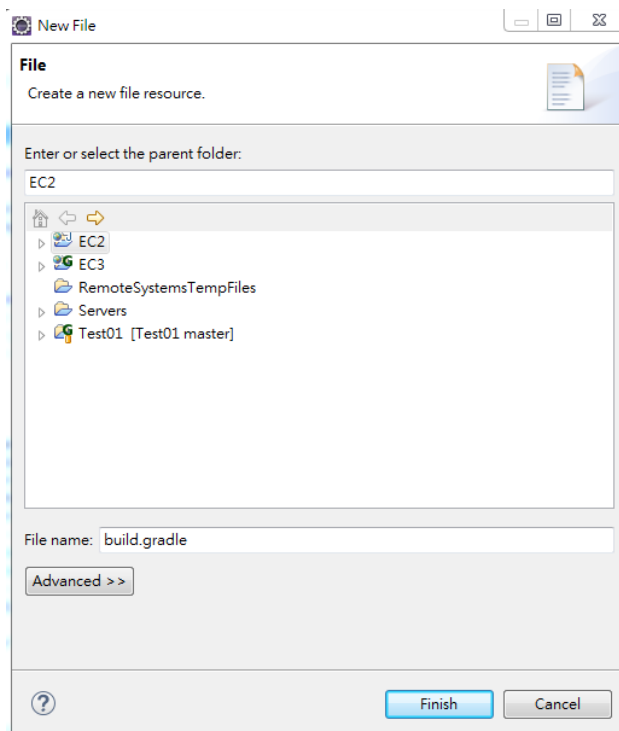 New File
File
Create a new file resource.
Enter or select the parent folder:
EC2
EC2
EC3
RemoteSystemsTempFiles
Servers
Test01 [Test01 master]
File name: build.gradle
Advanced >>
Finish Cancel